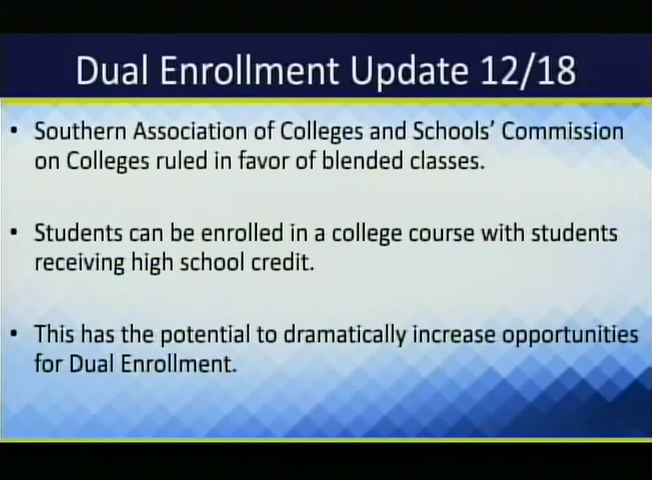 Dual Enrollment Update 12/18
• Southern Association of Colleges and Schools’ Commission
on Colleges ruled in favor of blended classes.
• Students can be enrolled in a college course with students
receiving high school credit.
• This has the potential to dramatically increase opportunities
for Dual Enrollment.